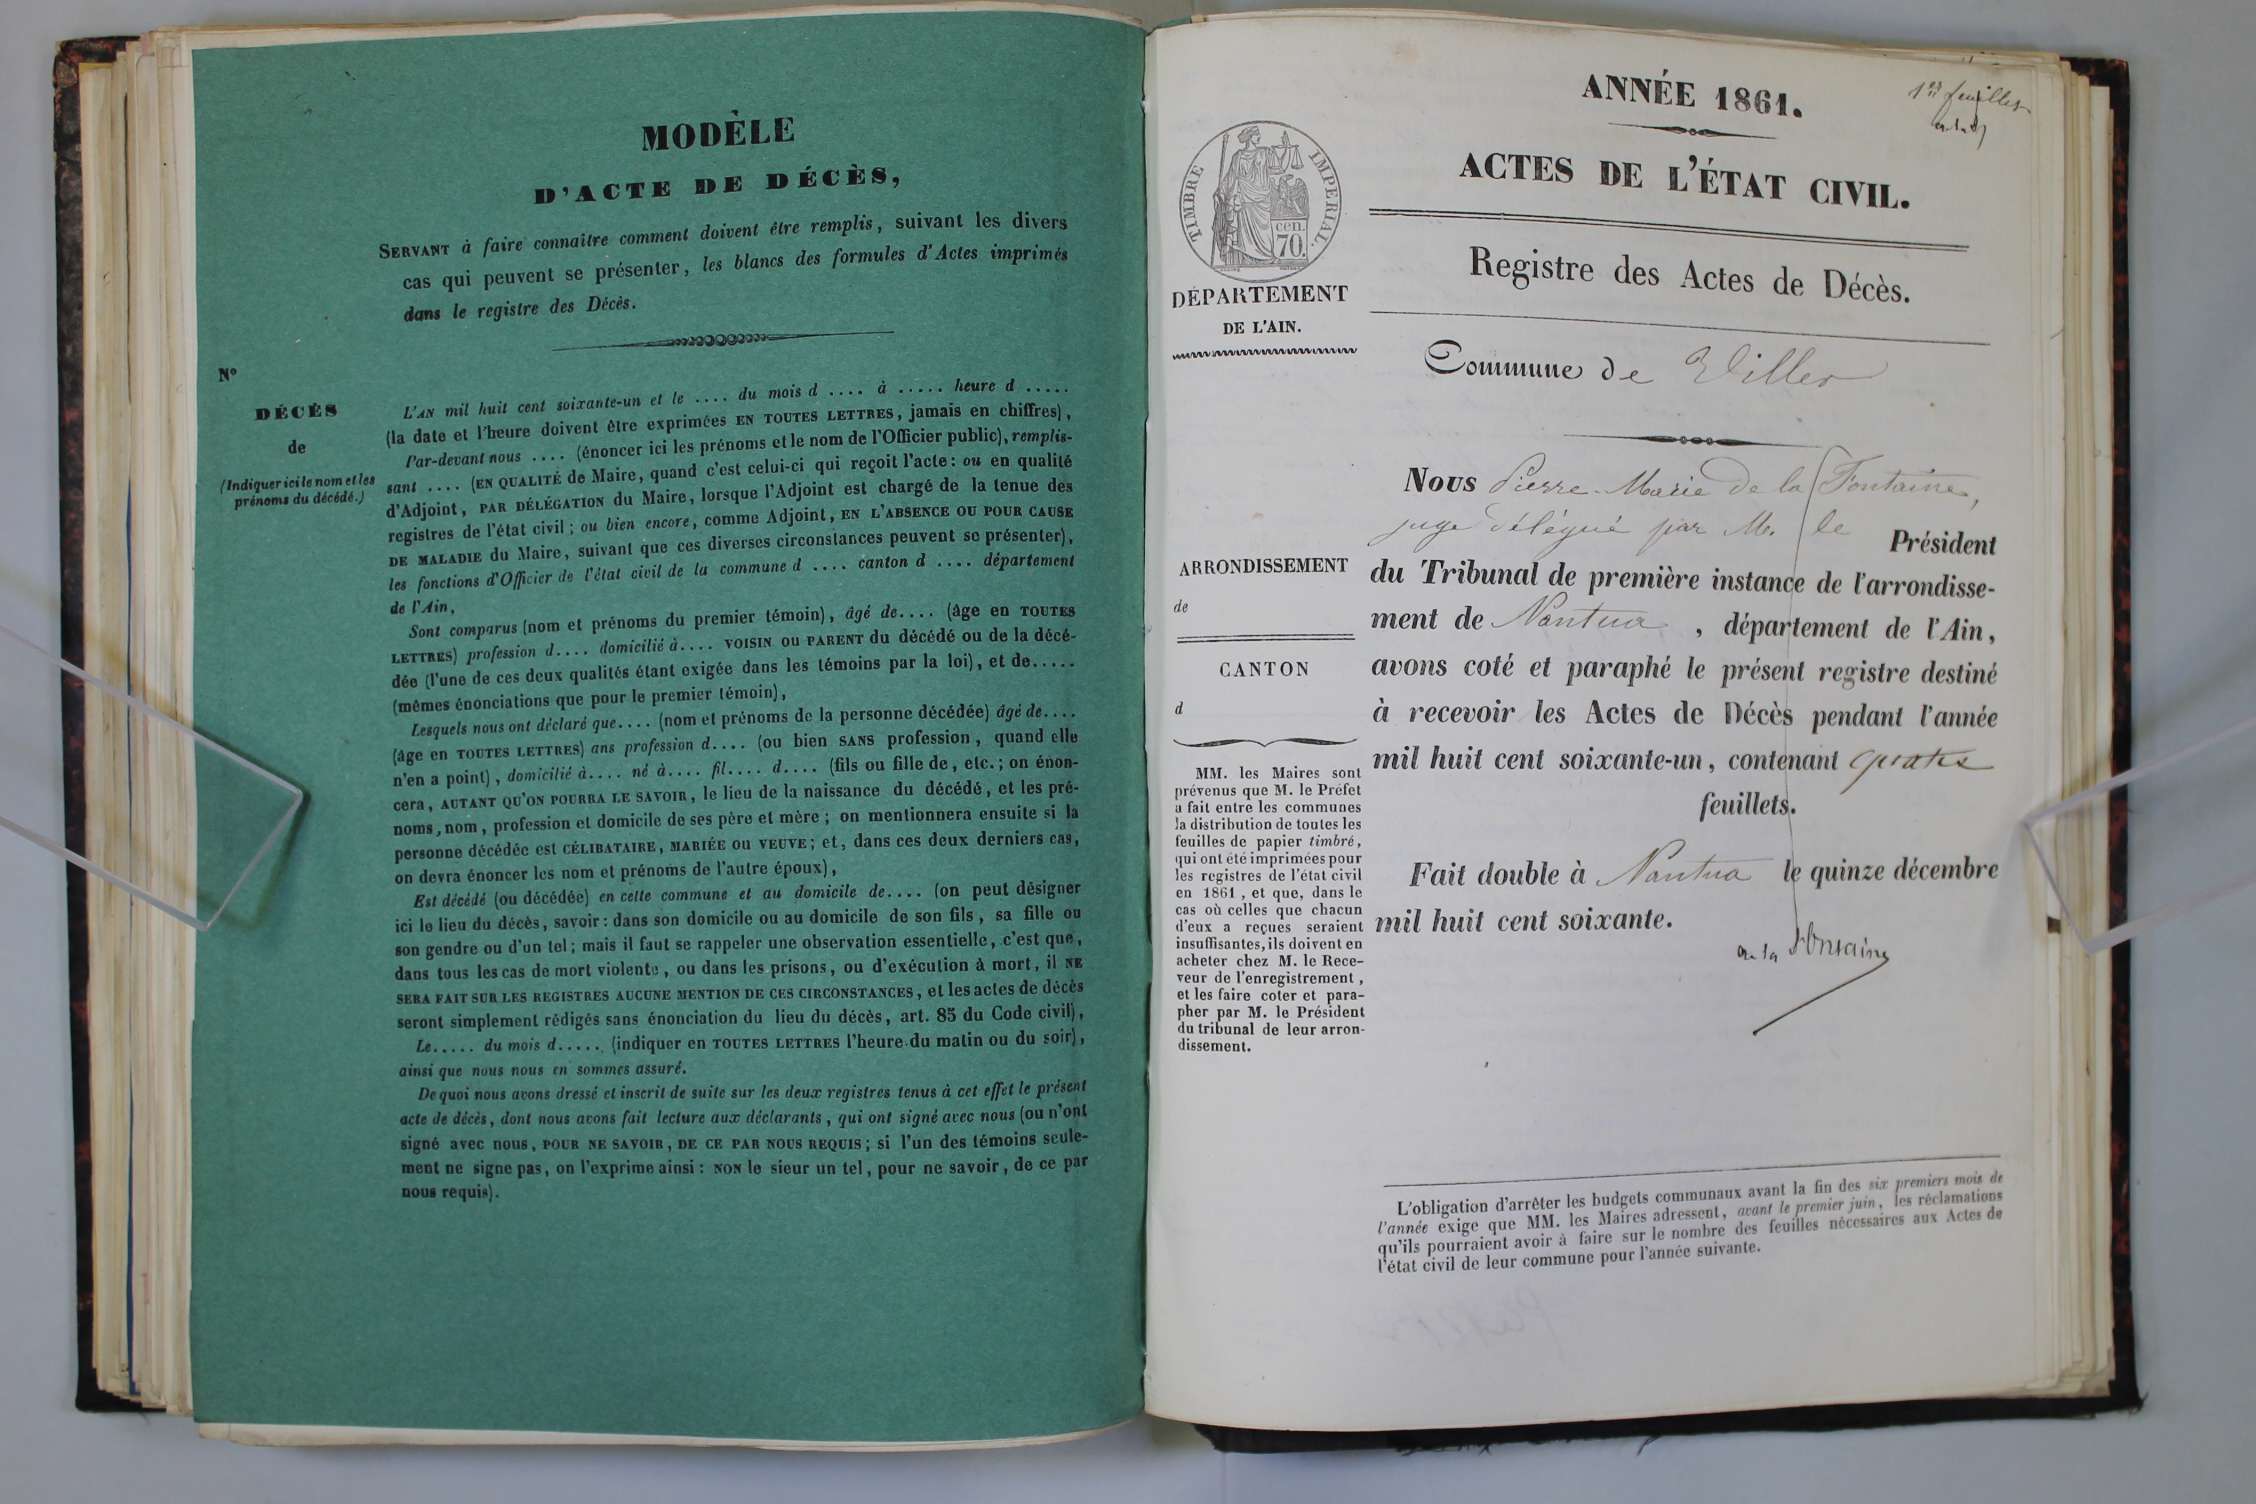 MODÈLE
D'ACTE DE DÉCÈS,
SERVANT à faire connaître comment doivent être remplis, suivant les divers
cas qui peuvent se présenter, les blancs des formules d'Actes imprimés
dans le registre des Décès.
N°
DÉCÈS
de
(Indiquer ici le nom et les
prénoms du décédé.)
L'AN mil huit cent soixante-un et le .... du mois d .... à ..... heure d .....
(la date et l'heure doivent être exprimées EN TOUTES LETTRES, jamais en chiffres),
Par-devant nous .... (énoncer ici les prénoms et le nom de l'Officier public), remplis-
sant .... (EN QUALITÉ de Maire, quand c'est celui-ci qui reçoit l'acte: ou en qualité
d'Adjoint, PAR DÉLÉGATION du Maire, lorsque l'Adjoint est chargé de la tenue des
registres de l'état civil; ou bien encore, comme Adjoint, EN L'ABSENCE OU POUR CAUSE
DE MALADIE du Maire, suivant que ces diverses circonstances peuvent se présenter),
les fonctions d'Officier de l'état civil de la commune d .... canton d .... département
de l'Ain,
Sont comparus (nom et prénoms du premier témoin), âgé de.... (âge en TOUTES
LETTRES) profession d.... domicilié à.... VOISIN OU PARENT du décédé ou de la décé-
dée (l'une de ces deux qualités étant exigée dans les témoins par la loi), et de.....
(mêmes énonciations que pour le premier témoin),
Lesquels nous ont déclaré que.... (nom et prénoms de la personne décédée) âgé de....
(âge en TOUTES LETTRES) ans profession d.... (ou bien SANS profession, quand elle
n'en a point), domicilié à.... né à.... fil.... d.... (fils ou fille de, etc.; on énon-
cera, AUTANT QU'ON POURRA LE SAVOIR, le lieu de la naissance du décédé, et les pré-
noms, nom, profession et domicile de ses père et mère; on mentionnera ensuite si la
personne décédée est CÉLIBATAIRE, MARIÉE OU VEUVE; et, dans ces deux derniers cas,
on devra énoncer les nom et prénoms de l'autre époux),
Est décédé (ou décédée) en cette commune et au domicile de.... (on peut désigner
ici le lieu du décès, savoir: dans son domicile ou au domicile de son fils, sa fille ou
son gendre ou d'un tel; mais il faut se rappeler une observation essentielle, c'est que,
dans tous les cas de mort violente, ou dans les prisons, ou d'exécution à mort, il NE
SERA FAIT SUR LES REGISTRES AUCUNE MENTION DE CES CIRCONSTANCES, et les actes de décès
seront simplement rédigés sans énonciation du lieu du décès, art. 85 du Code civil),
Le..... du mois d..... (indiquer en TOUTES LETTRES l'heure du matin ou du soir),
ainsi que nous nous en sommes assuré.
De quoi nous avons dressé et inscrit de suite sur les deux registres tenus à cet effet le présent
acte de décès, dont nous avons fait lecture aux déclarants, qui ont signé avec nous (ou n'ont
signé avec nous, POUR NE SAVOIR, DE CE PAR NOUS REQUIS; si l'un des témoins seule-
ment ne signe pas, on l'exprime ainsi: NON le sieur un tel, pour ne savoir, de ce par
nous requis).
ANNÉE 1861.
feuillet
ACTES DE L'ÉTAT CIVIL.
TIMBRE IMPERIAL.
cen.
70.
Registre des Actes de Décès.
DÉPARTEMENT
DE L'AIN.
Commune de Villes
Nous Pierre-Marie De la Fontaine,
juge délégué par M. le Président
du Tribunal de première instance de l'arrondisse-
ment de Nantua, département de l'Ain,
avons coté et paraphé le présent registre destiné
à recevoir les Actes de Décès pendant l'année
mil huit cent soixante-un, contenant quatre
feuillets.
Fait double à Nantua le quinze décembre
mil huit cent soixante.
de la Fontaine
ARRONDISSEMENT
de
CANTON
d
MM. les Maires sont
prévenus que M. le Préfet
a fait entre les communes
la distribution de toutes les
feuilles de papier timbré,
qui ont été imprimées pour
les registres de l'état civil
en 1861, et que, dans le
cas où celles que chacun
d'eux a reçues seraient
insuffisantes, ils doivent en
acheter chez M. le Rece-
veur de l'enregistrement,
et les faire coter et para-
pher par M. le Président
du tribunal de leur arron-
dissement.
L'obligation d'arrêter les budgets communaux avant la fin des six premiers mois de
l'année exige que MM. les Maires adressent, avant le premier juin, les réclamations
qu'ils pourraient avoir à faire sur le nombre des feuilles nécessaires aux Actes de
l'état civil de leur commune pour l'année suivante.